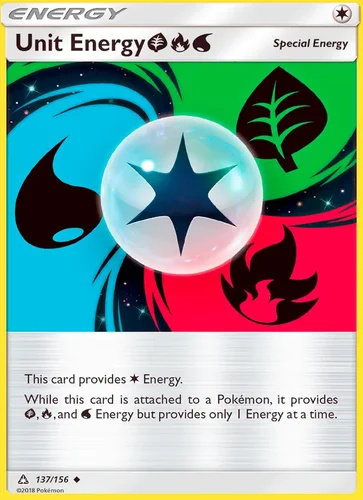 ENERGY
Unit Energy
Special Energy
This card provides Energy.
While this card is attached to a Pokémon, it provides
, , and Energy but provides only 1 Energy at a time.
137/156
©2018 Pokémon